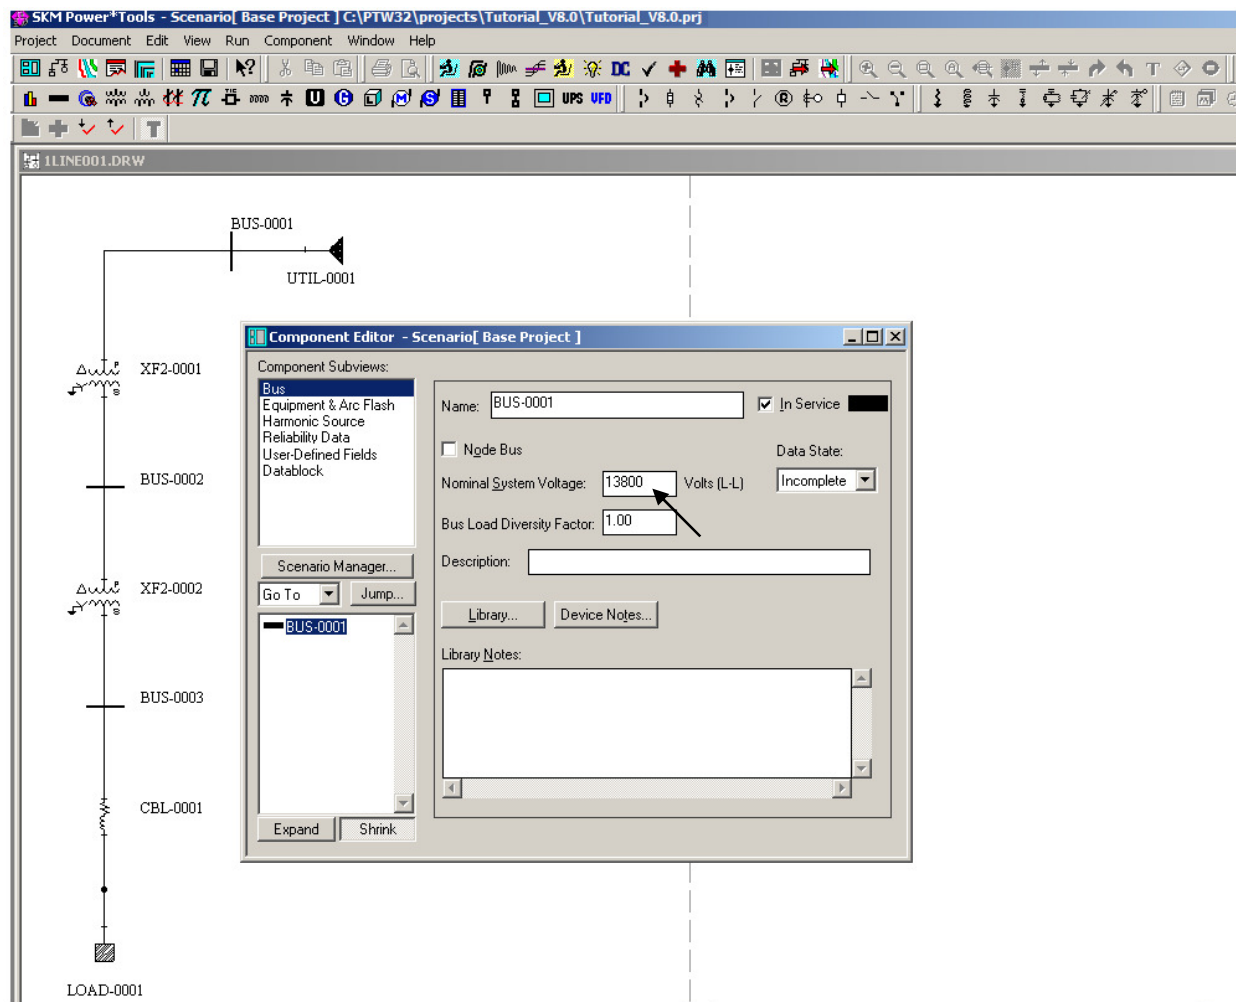 SKM Power*Tools - Scenario[ Base Project ] C:\PTW32\projects\Tutorial_V8.0\Tutorial_V8.0.prj
Project Document Edit View Run Component Window Help
DC
UPS VFD
1LINE001.DRW
BUS-0001
UTIL-0001
XF2-0001
BUS-0002
XF2-0002
BUS-0003
CBL-0001
LOAD-0001
Component Editor - Scenario[ Base Project ]
Component Subviews:
Bus
Equipment & Arc Flash
Harmonic Source
Reliability Data
User-Defined Fields
Datablock
Scenario Manager...
Go To Jump...
BUS-0001
Expand Shrink
Name: BUS-0001 In Service
Node Bus Data State:
Nominal System Voltage: 13800 Volts (L-L) Incomplete
Bus Load Diversity Factor: 1.00
Description:
Library... Device Notes...
Library Notes: